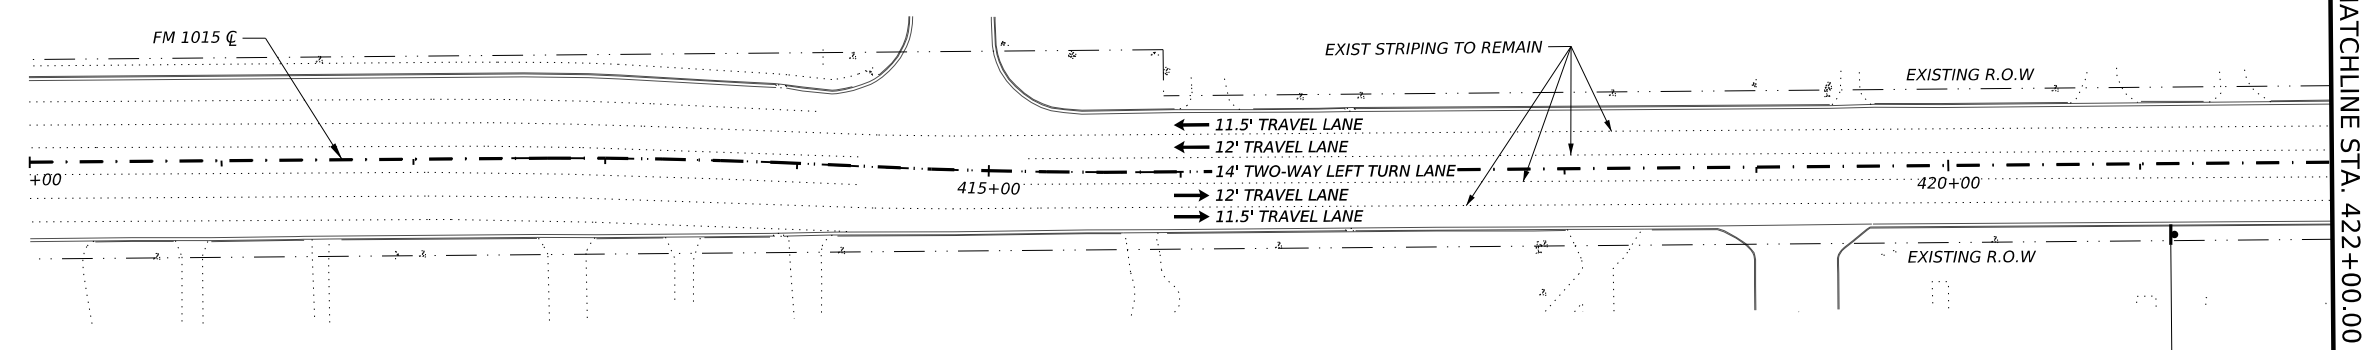 FM 1015 ℄
EXIST STRIPING TO REMAIN
EXISTING R.O.W
11.5' TRAVEL LANE
12' TRAVEL LANE
14' TWO-WAY LEFT TURN LANE
12' TRAVEL LANE
11.5' TRAVEL LANE
+00
415+00
420+00
EXISTING R.O.W
ATCHLINE STA. 422+00.00